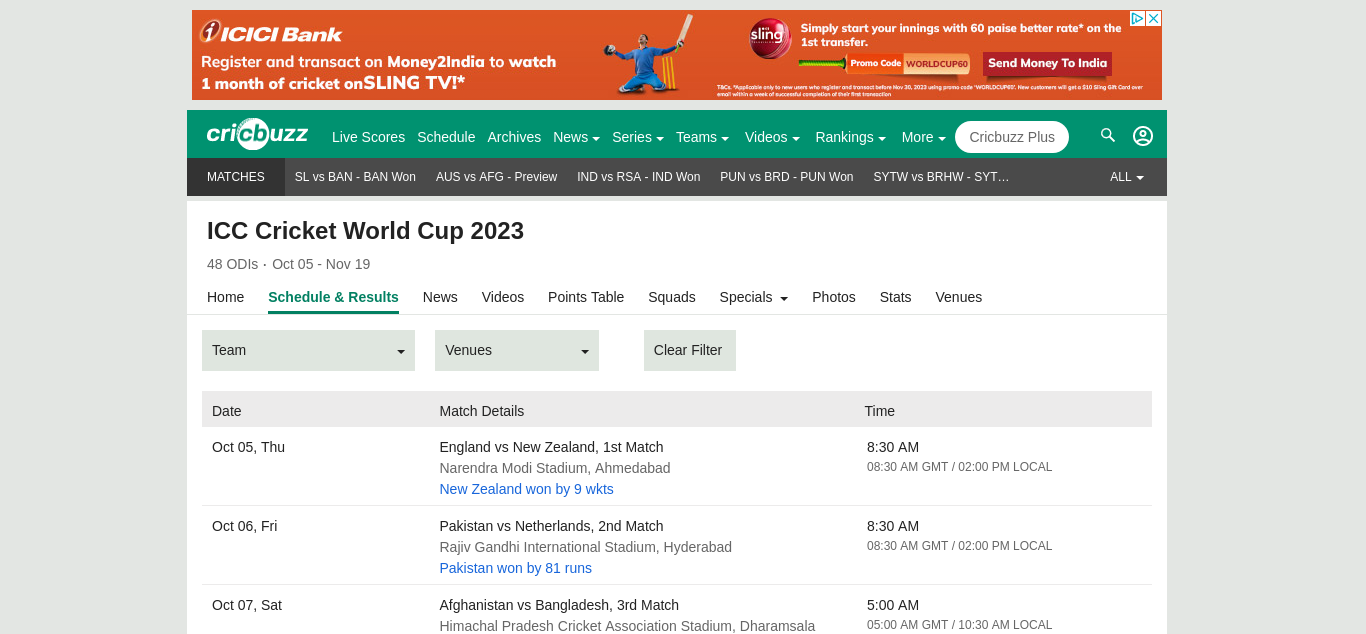 ICICI Bank
Register and transact on Money2India to watch
1 month of cricket on SLING TV!*
sling
Simply start your innings with 60 paise better rate* on the
1st transfer.
Promo Code WORLDCUP60
Send Money To India
T&Cs. *Applicable only to new users who register and transact before Nov 30, 2023 using promo code 'WORLDCUP60'. New customers will get a $10 Sling Gift Card over
email within a week of successful completion of their first transaction
cricbuzz Live Scores Schedule Archives News Series Teams Videos Rankings More Cricbuzz Plus
MATCHES SL vs BAN - BAN Won AUS vs AFG - Preview IND vs RSA - IND Won PUN vs BRD - PUN Won SYTW vs BRHW - SYT… ALL
ICC Cricket World Cup 2023
48 ODIs · Oct 05 - Nov 19
Home Schedule & Results News Videos Points Table Squads Specials Photos Stats Venues
Team Venues Clear Filter
Date Match Details Time
Oct 05, Thu England vs New Zealand, 1st Match 8:30 AM
Narendra Modi Stadium, Ahmedabad 08:30 AM GMT / 02:00 PM LOCAL
New Zealand won by 9 wkts
Oct 06, Fri Pakistan vs Netherlands, 2nd Match 8:30 AM
Rajiv Gandhi International Stadium, Hyderabad 08:30 AM GMT / 02:00 PM LOCAL
Pakistan won by 81 runs
Oct 07, Sat Afghanistan vs Bangladesh, 3rd Match 5:00 AM
Himachal Pradesh Cricket Association Stadium, Dharamsala 05:00 AM GMT / 10:30 AM LOCAL